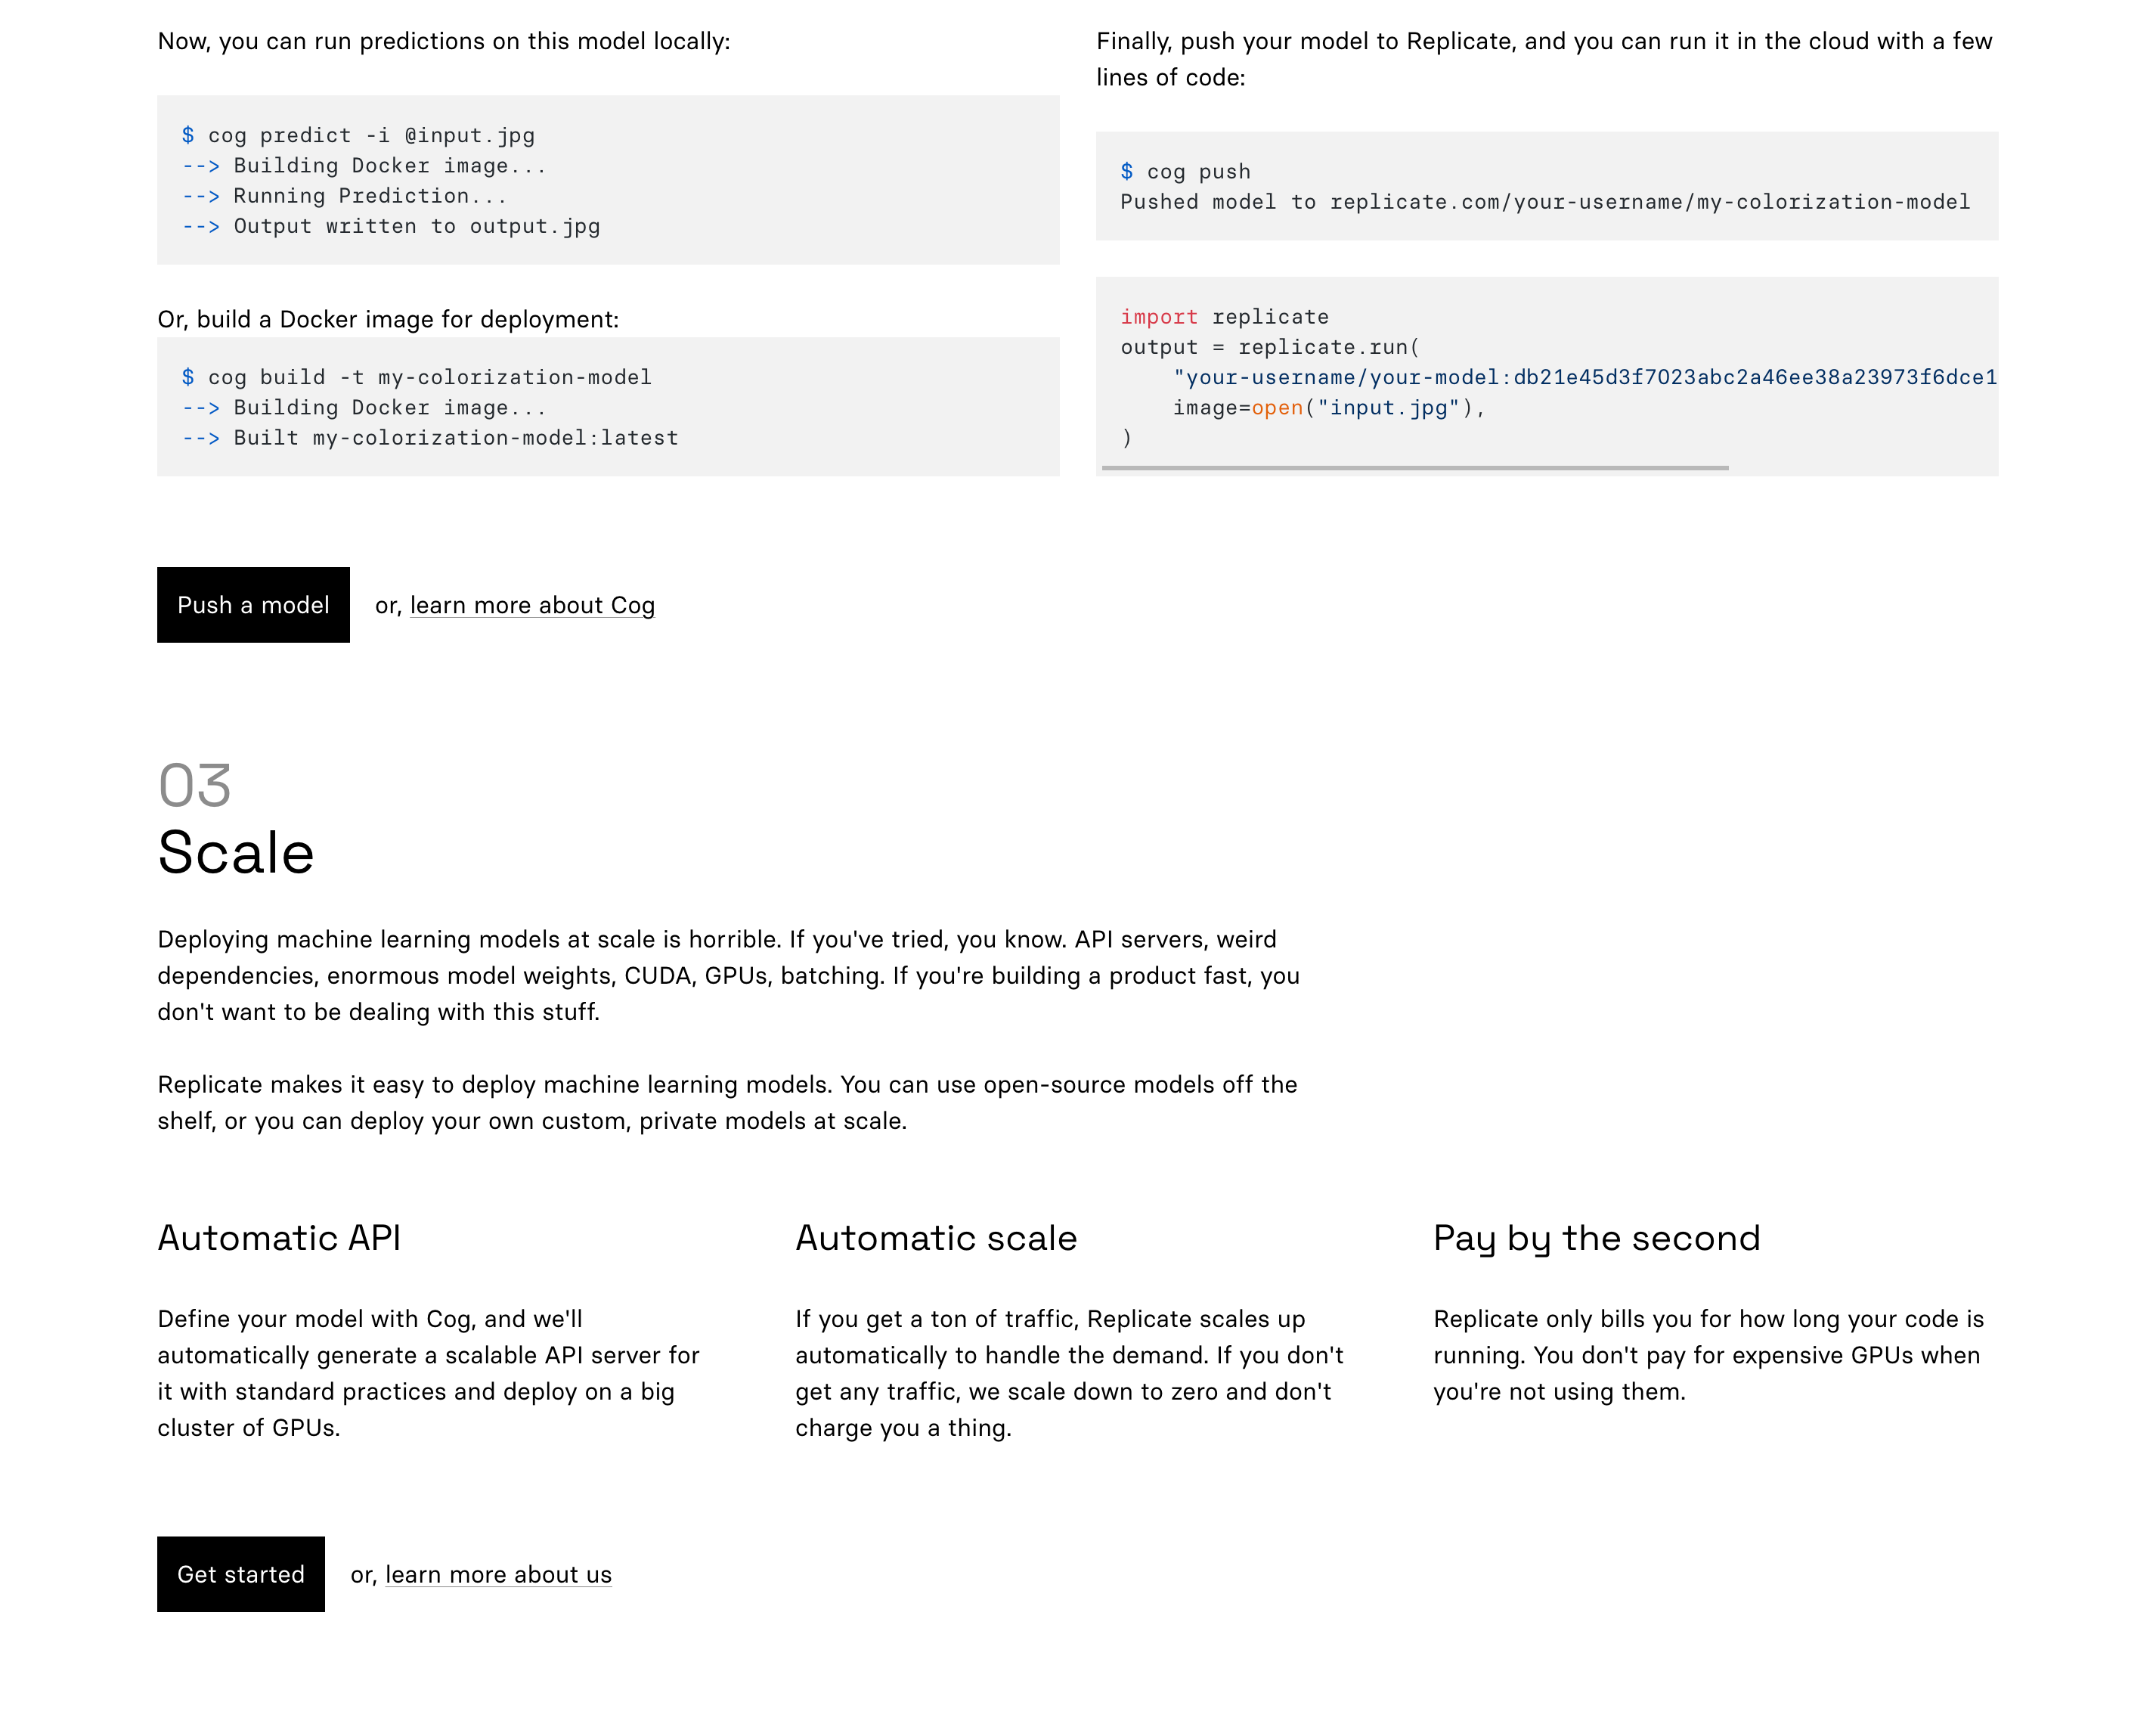 Now, you can run predictions on this model locally:
$ cog predict -i @input.jpg
--> Building Docker image...
--> Running Prediction...
--> Output written to output.jpg
Or, build a Docker image for deployment:
$ cog build -t my-colorization-model
--> Building Docker image...
--> Built my-colorization-model:latest
Finally, push your model to Replicate, and you can run it in the cloud with a few
lines of code:
$ cog push
Pushed model to replicate.com/your-username/my-colorization-model
import replicate
output = replicate.run(
    "your-username/your-model:db21e45d3f7023abc2a46ee38a23973f6dce1
    image=open("input.jpg"),
)
Push a model or, learn more about Cog
03
Scale
Deploying machine learning models at scale is horrible. If you've tried, you know. API servers, weird
dependencies, enormous model weights, CUDA, GPUs, batching. If you're building a product fast, you
don't want to be dealing with this stuff.
Replicate makes it easy to deploy machine learning models. You can use open-source models off the
shelf, or you can deploy your own custom, private models at scale.
Automatic API
Define your model with Cog, and we'll
automatically generate a scalable API server for
it with standard practices and deploy on a big
cluster of GPUs.
Automatic scale
If you get a ton of traffic, Replicate scales up
automatically to handle the demand. If you don't
get any traffic, we scale down to zero and don't
charge you a thing.
Pay by the second
Replicate only bills you for how long your code is
running. You don't pay for expensive GPUs when
you're not using them.
Get started or, learn more about us